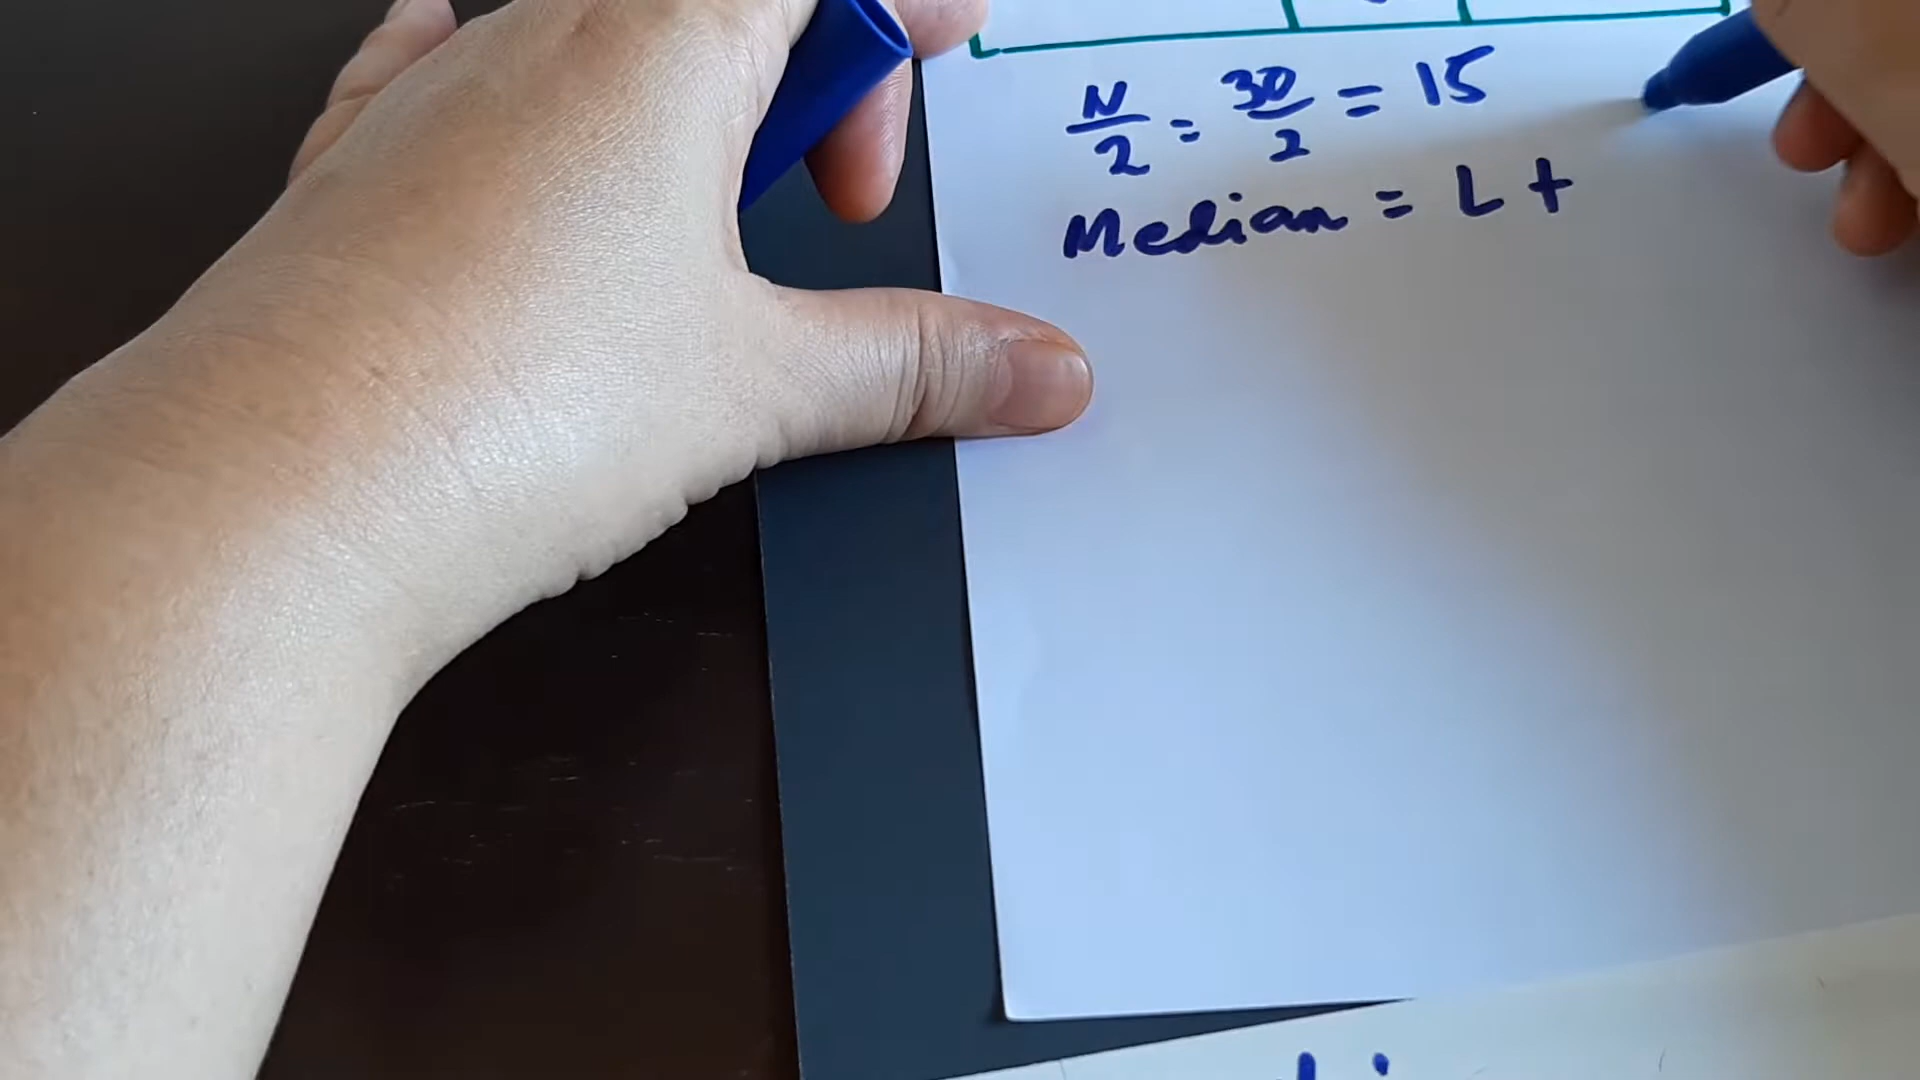 N/2 = 30/2 = 15
Median = L +